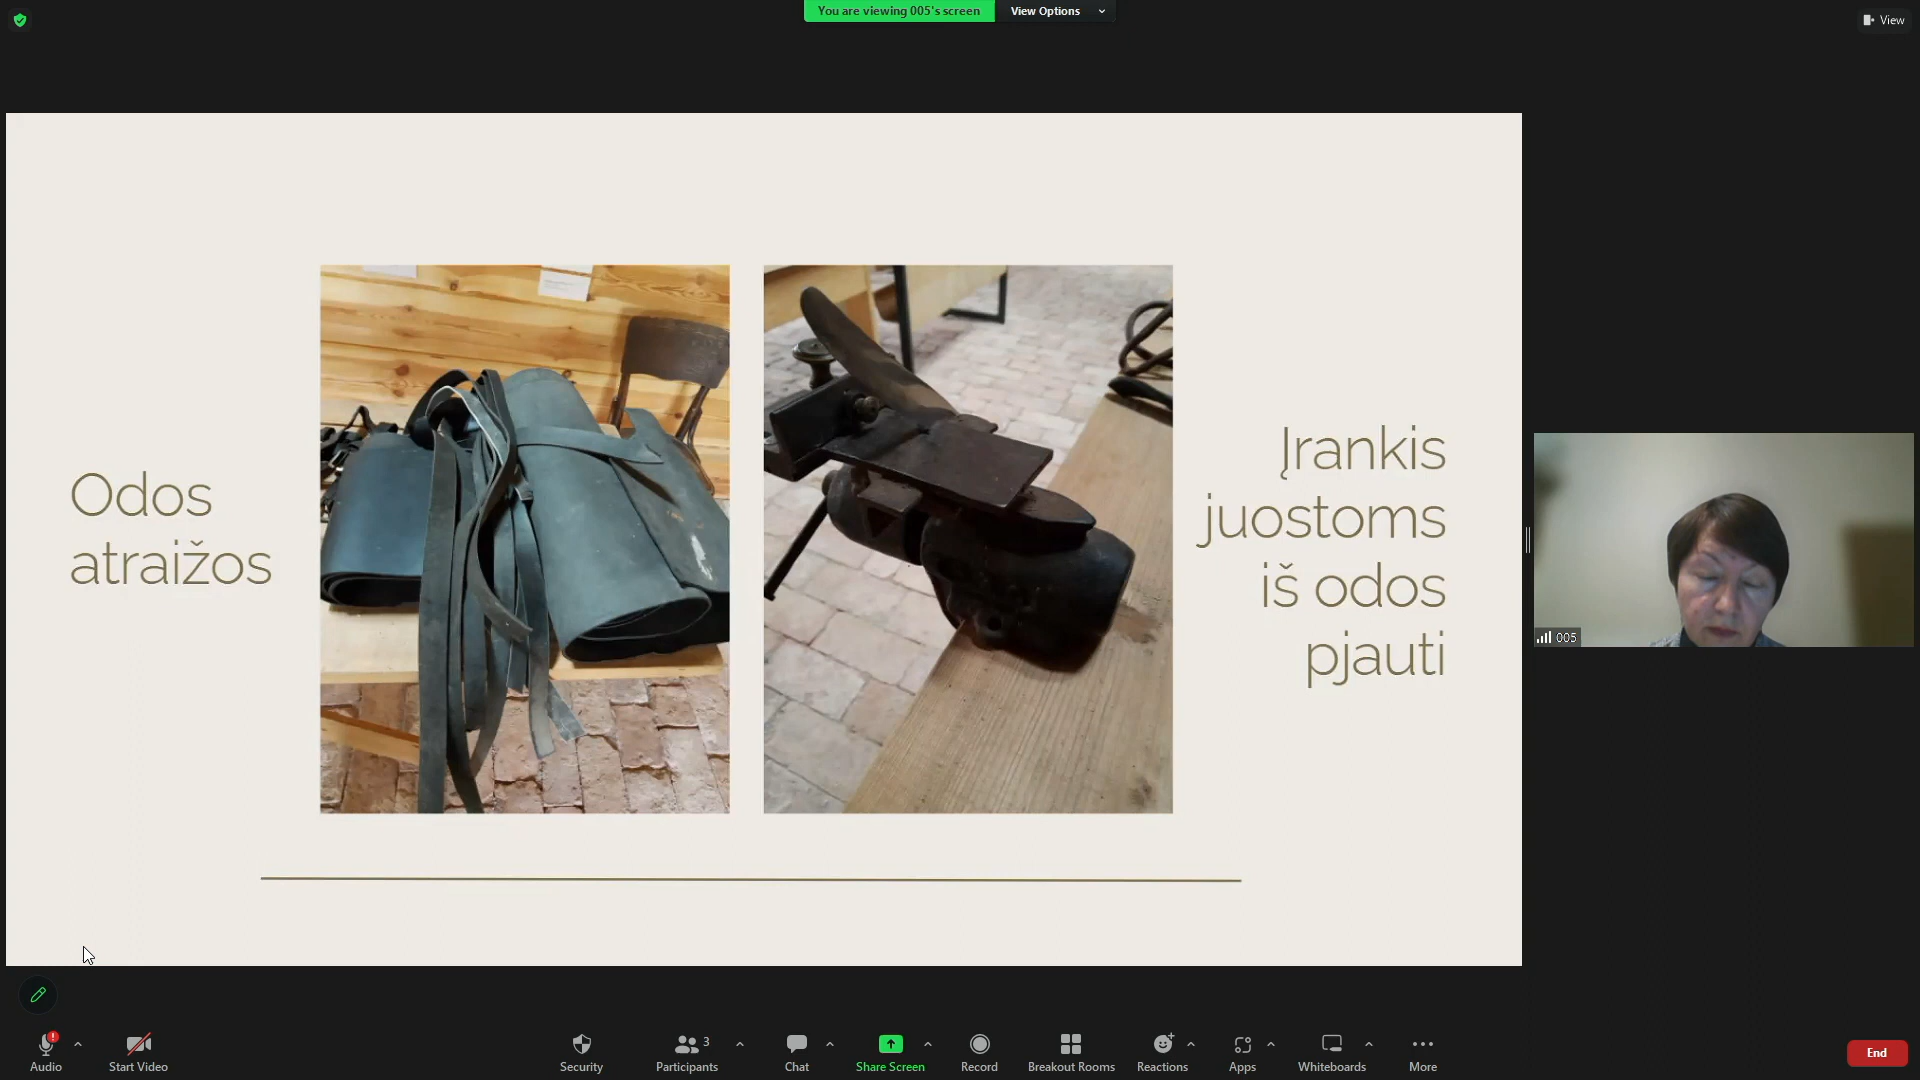 You are viewing 005's screen
View Options
View
Odos
atraižos
Įrankis
juostoms
iš odos
pjauti
005
Audio
Start Video
Security
Participants
3
Chat
Share Screen
Record
Breakout Rooms
Reactions
Apps
Whiteboards
More
End